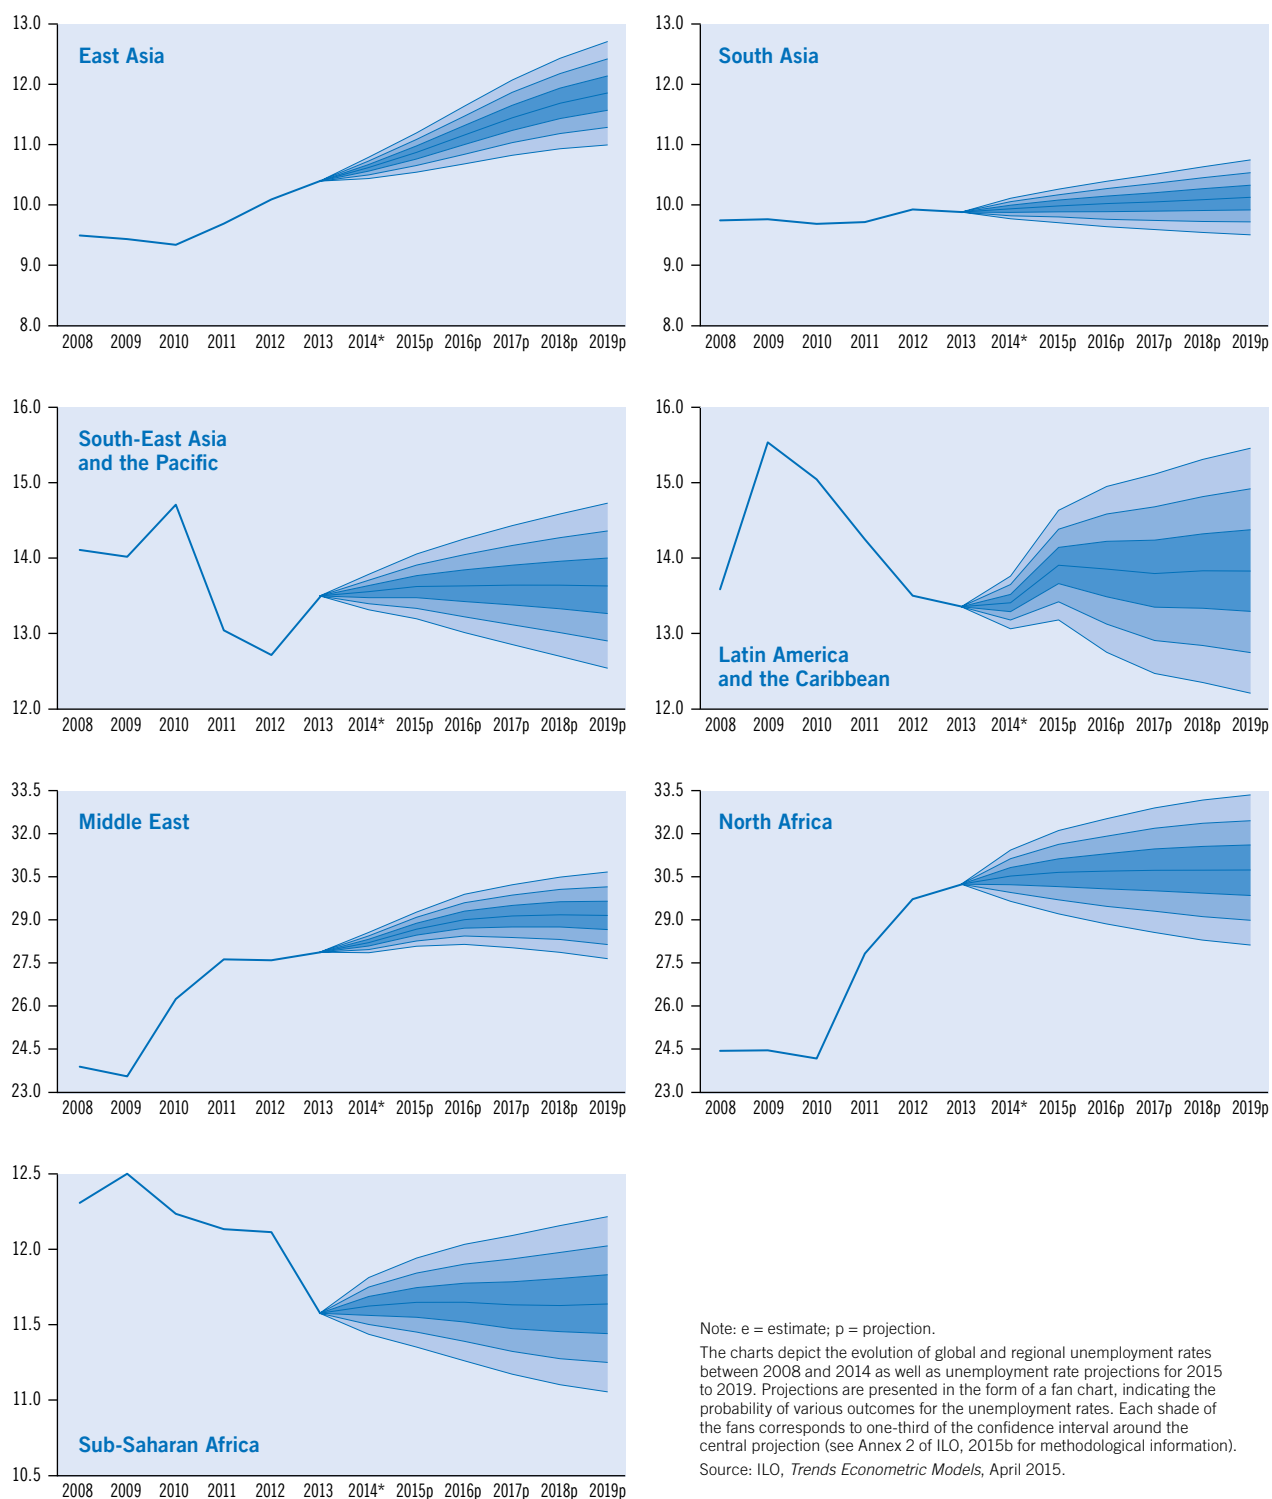 13.0
12.0
11.0
10.0
9.0
8.0
East Asia
2008 2009 2010 2011 2012 2013 2014* 2015p 2016p 2017p 2018p 2019p
13.0
12.0
11.0
10.0
9.0
8.0
South Asia
2008 2009 2010 2011 2012 2013 2014* 2015p 2016p 2017p 2018p 2019p
16.0
15.0
14.0
13.0
12.0
South-East Asia
and the Pacific
2008 2009 2010 2011 2012 2013 2014* 2015p 2016p 2017p 2018p 2019p
16.0
15.0
14.0
13.0
12.0
Latin America
and the Caribbean
2008 2009 2010 2011 2012 2013 2014* 2015p 2016p 2017p 2018p 2019p
33.5
32.0
30.5
29.0
27.5
26.0
24.5
23.0
Middle East
2008 2009 2010 2011 2012 2013 2014* 2015p 2016p 2017p 2018p 2019p
33.5
32.0
30.5
29.0
27.5
26.0
24.5
23.0
North Africa
2008 2009 2010 2011 2012 2013 2014* 2015p 2016p 2017p 2018p 2019p
12.5
12.0
11.5
11.0
10.5
Sub-Saharan Africa
2008 2009 2010 2011 2012 2013 2014* 2015p 2016p 2017p 2018p 2019p
Note: e = estimate; p = projection.
The charts depict the evolution of global and regional unemployment rates
between 2008 and 2014 as well as unemployment rate projections for 2015
to 2019. Projections are presented in the form of a fan chart, indicating the
probability of various outcomes for the unemployment rates. Each shade of
the fans corresponds to one-third of the confidence interval around the
central projection (see Annex 2 of ILO, 2015b for methodological information).
Source: ILO, Trends Econometric Models, April 2015.